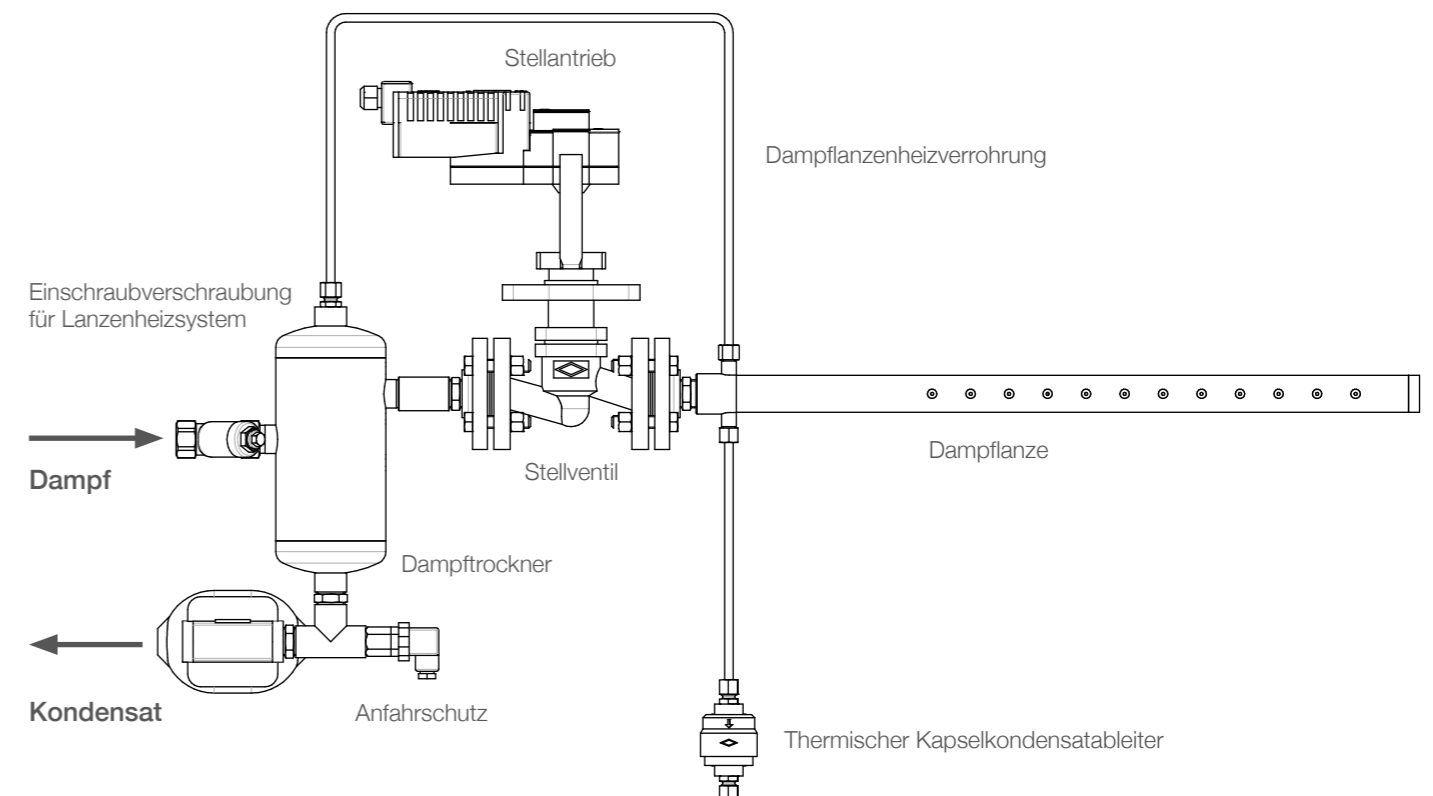 Stellantrieb
Dampflanzenheizverrohrung
Einschraubverschraubung
für Lanzenheizsystem
Dampf
Stellventil
Dampflanze
Dampftrockner
Kondensat
Anfahrschutz
Thermischer Kapselkondensatableiter